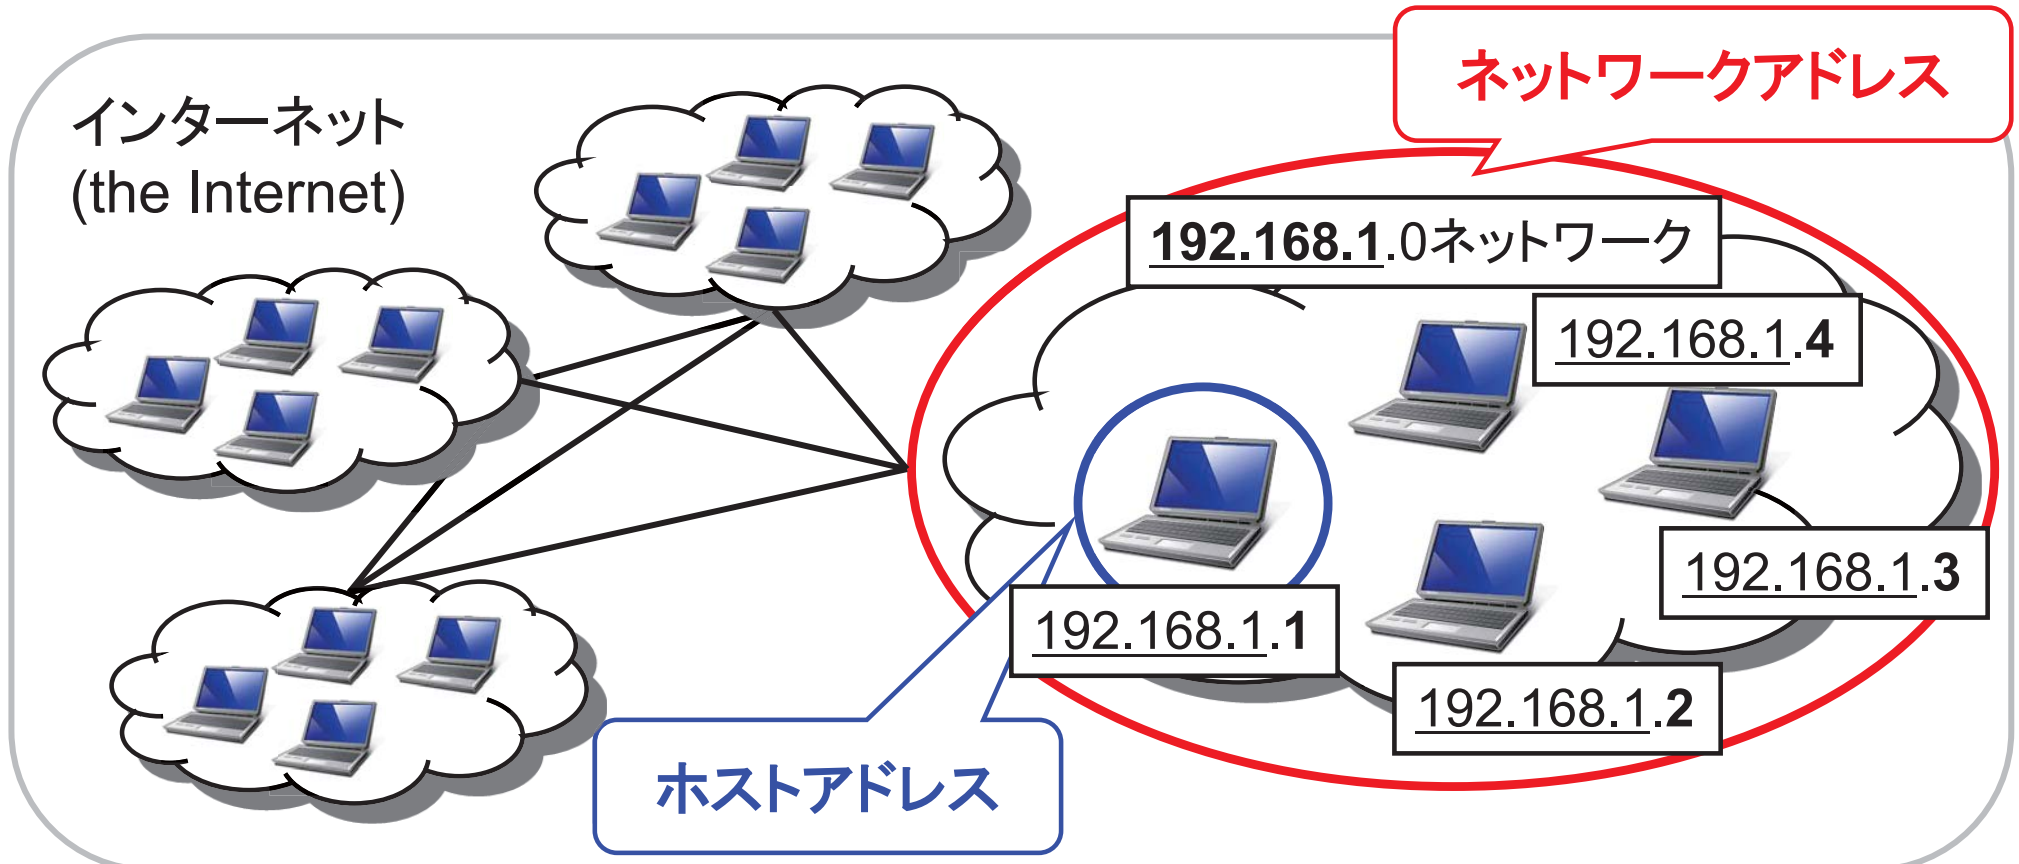 インターネット
(the Internet)
ネットワークアドレス
192.168.1.0ネットワーク
192.168.1.4
192.168.1.3
192.168.1.1
192.168.1.2
ホストアドレス